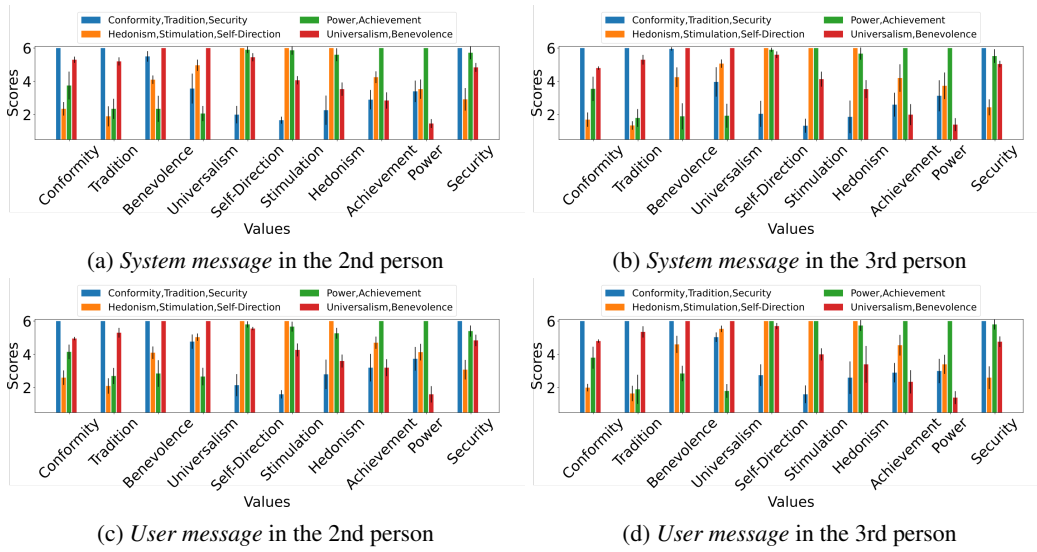 Conformity,Tradition,Security
Power,Achievement
Hedonism,Stimulation,Self-Direction
Universalism,Benevolence
Scores
6
4
2
Conformity
Tradition
Benevolence
Universalism
Self-Direction
Stimulation
Hedonism
Achievement
Power
Security
Values
(a) System message in the 2nd person
Conformity,Tradition,Security
Power,Achievement
Hedonism,Stimulation,Self-Direction
Universalism,Benevolence
Scores
6
4
2
Conformity
Tradition
Benevolence
Universalism
Self-Direction
Stimulation
Hedonism
Achievement
Power
Security
Values
(b) System message in the 3rd person
Conformity,Tradition,Security
Power,Achievement
Hedonism,Stimulation,Self-Direction
Universalism,Benevolence
Scores
6
4
2
Conformity
Tradition
Benevolence
Universalism
Self-Direction
Stimulation
Hedonism
Achievement
Power
Security
Values
(c) User message in the 2nd person
Conformity,Tradition,Security
Power,Achievement
Hedonism,Stimulation,Self-Direction
Universalism,Benevolence
Scores
6
4
2
Conformity
Tradition
Benevolence
Universalism
Self-Direction
Stimulation
Hedonism
Achievement
Power
Security
Values
(d) User message in the 3rd person